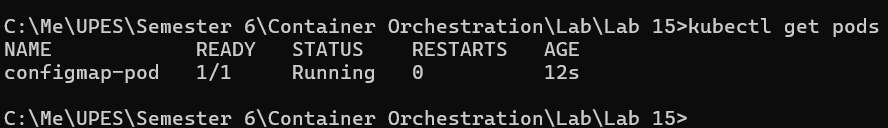 C:\Me\UPES\Semester 6\Container Orchestration\Lab\Lab 15>kubectl get pods
NAME            READY   STATUS    RESTARTS   AGE
configmap-pod   1/1     Running   0          12s
C:\Me\UPES\Semester 6\Container Orchestration\Lab\Lab 15>